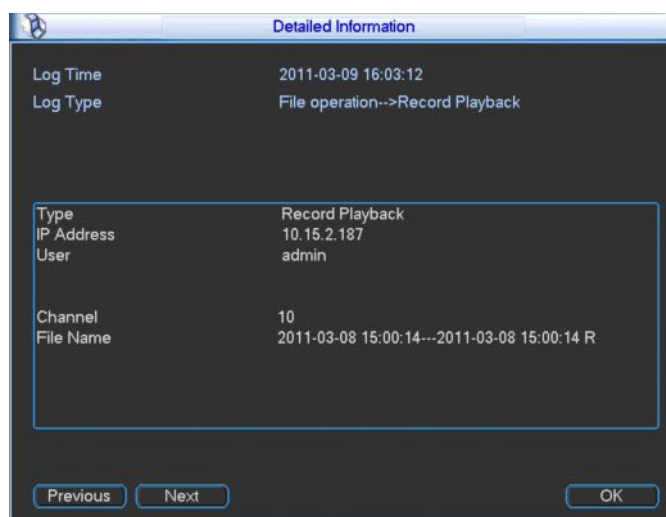 Detailed Information
Log Time 2011-03-09 16:03:12
Log Type File operation-->Record Playback
Type Record Playback
IP Address 10.15.2.187
User admin
Channel 10
File Name 2011-03-08 15:00:14---2011-03-08 15:00:14 R
Previous Next OK